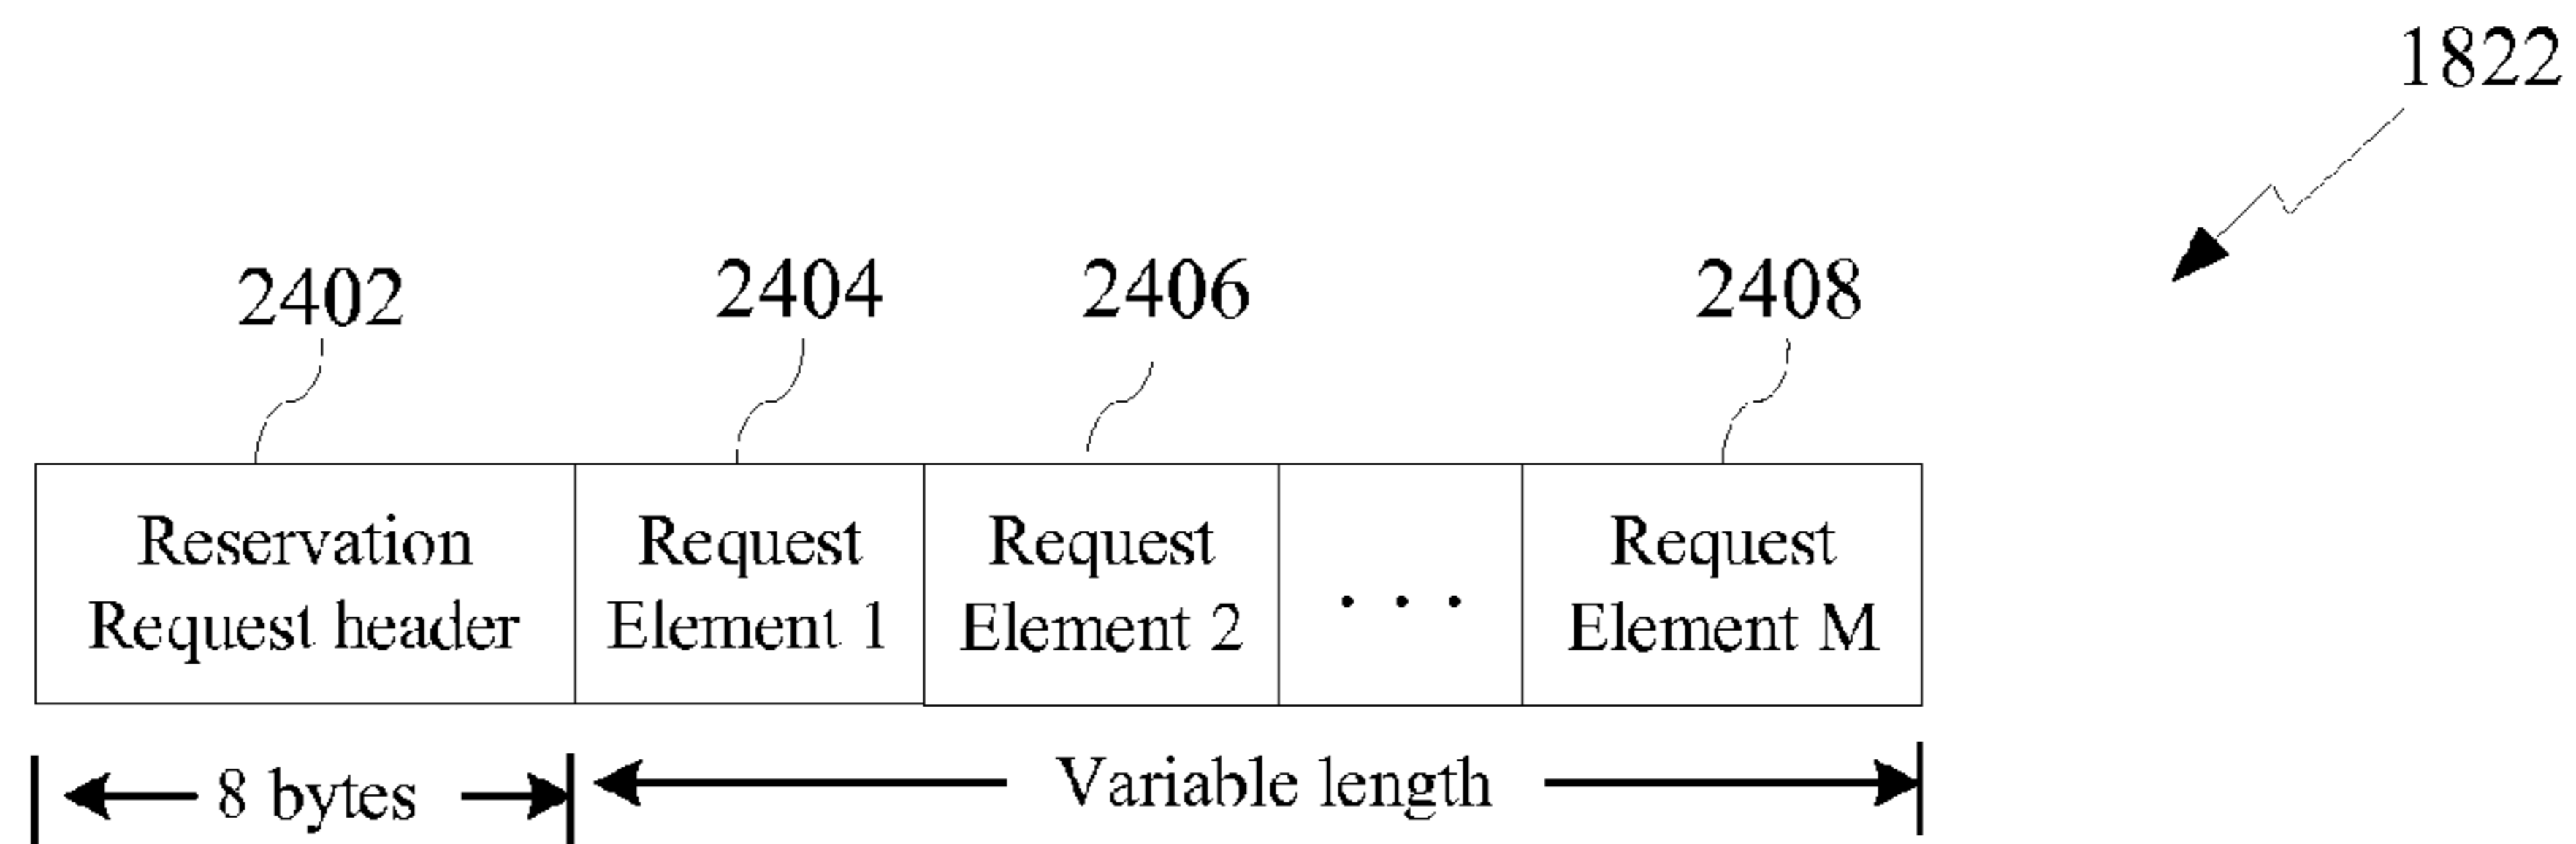 1822
2402 2404 2406 2408
Reservation Request Request Request
Request header Element 1 Element 2 . . . Element M
8 bytes Variable length